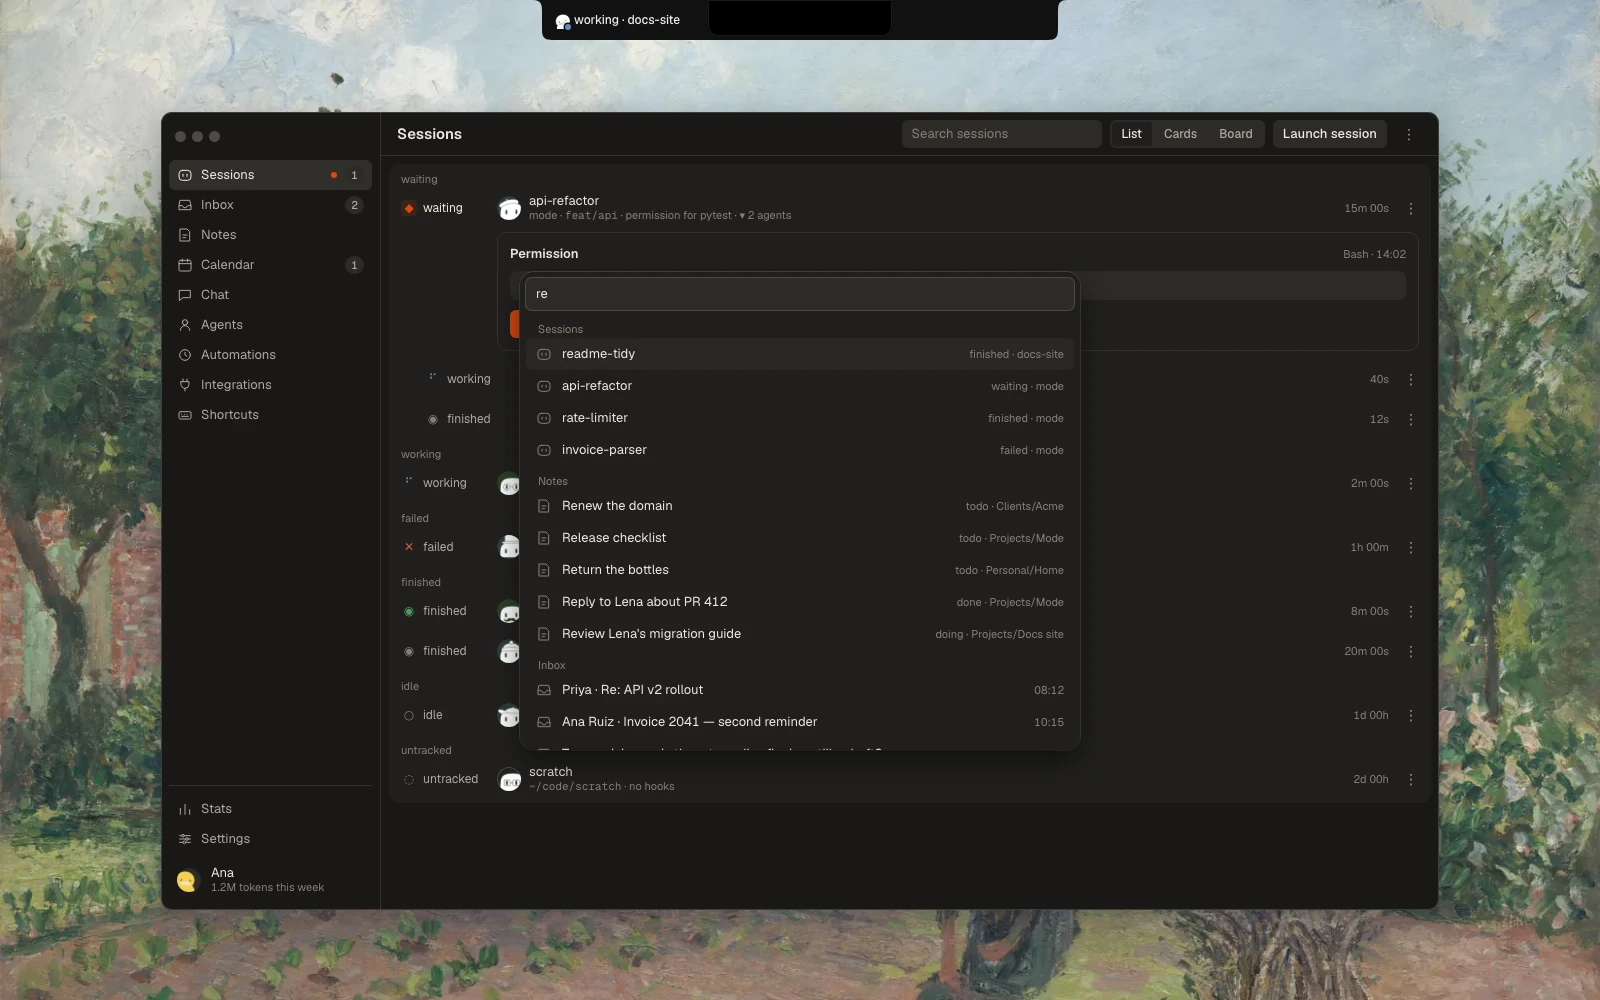 working · docs-site
Sessions
Search sessions
List
Cards
Board
Launch session
Sessions
1
Inbox
2
Notes
Calendar
1
Chat
Agents
Automations
Integrations
Shortcuts
Stats
Settings
Ana
1.2M tokens this week
waiting
waiting
api-refactor
mode · feat/api · permission for pytest · ▾ 2 agents
15m 00s
Permission
Bash · 14:02
working
40s
finished
12s
working
working
2m 00s
failed
failed
1h 00m
finished
finished
8m 00s
finished
20m 00s
idle
idle
1d 00h
untracked
untracked
scratch
~/code/scratch · no hooks
2d 00h
re
Sessions
readme-tidy
finished · docs-site
api-refactor
waiting · mode
rate-limiter
finished · mode
invoice-parser
failed · mode
Notes
Renew the domain
todo · Clients/Acme
Release checklist
todo · Projects/Mode
Return the bottles
todo · Personal/Home
Reply to Lena about PR 412
done · Projects/Mode
Review Lena's migration guide
doing · Projects/Docs site
Inbox
Priya · Re: API v2 rollout
08:12
Ana Ruiz · Invoice 2041 — second reminder
10:15